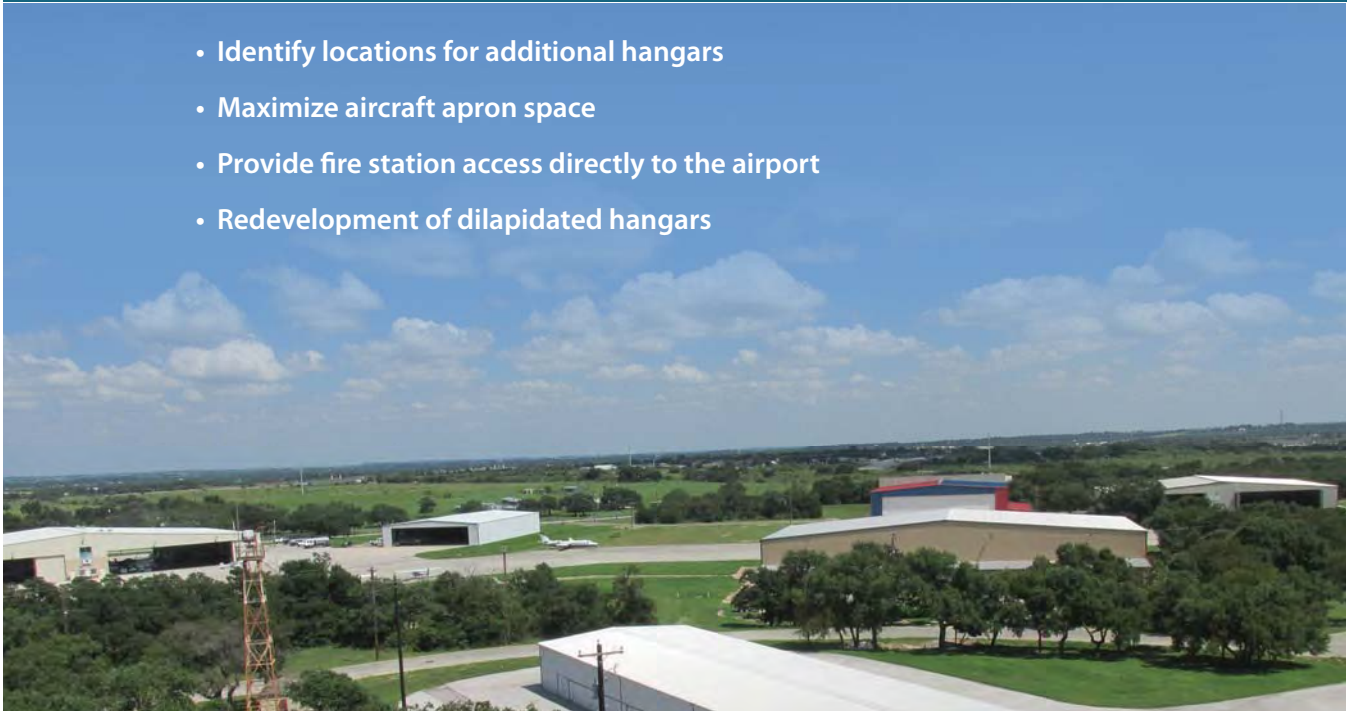 • Identify locations for additional hangars
• Maximize aircraft apron space
• Provide fire station access directly to the airport
• Redevelopment of dilapidated hangars